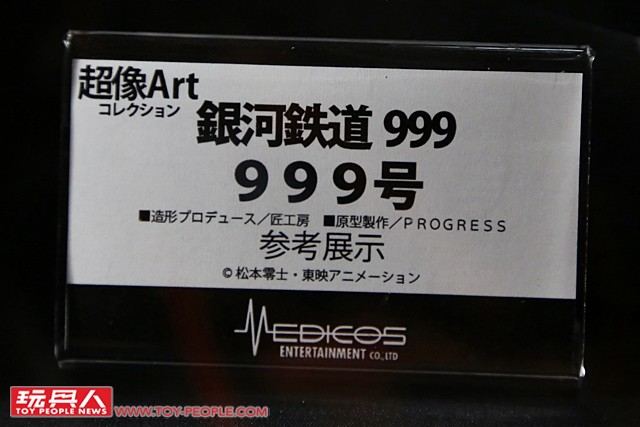 超像Art
コレクション
銀河鉄道 999
９９９号
■造形プロデュース／匠工房　■原型製作／ＰＲＯＧＲＥＳＳ
参考展示
© 松本零士・東映アニメーション
MEDICOS
ENTERTAINMENT CO.,LTD
玩具人
TOY PEOPLE NEWS
WWW.TOY-PEOPLE.COM